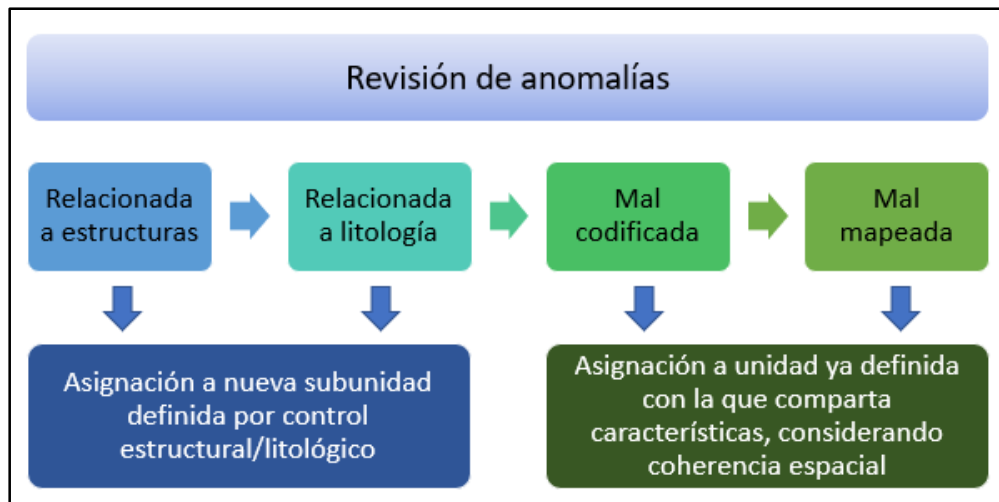 Revisión de anomalías
Relacionada
a estructuras
Relacionada
a litología
Mal
codificada
Mal
mapeada
Asignación a nueva subunidad
definida por control
estructural/litológico
Asignación a unidad ya definida
con la que comparta
características, considerando
coherencia espacial